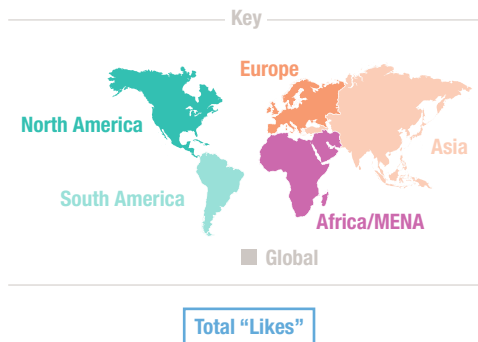 Key
Europe
North America
Asia
South America
Africa/MENA
Global
Total “Likes”